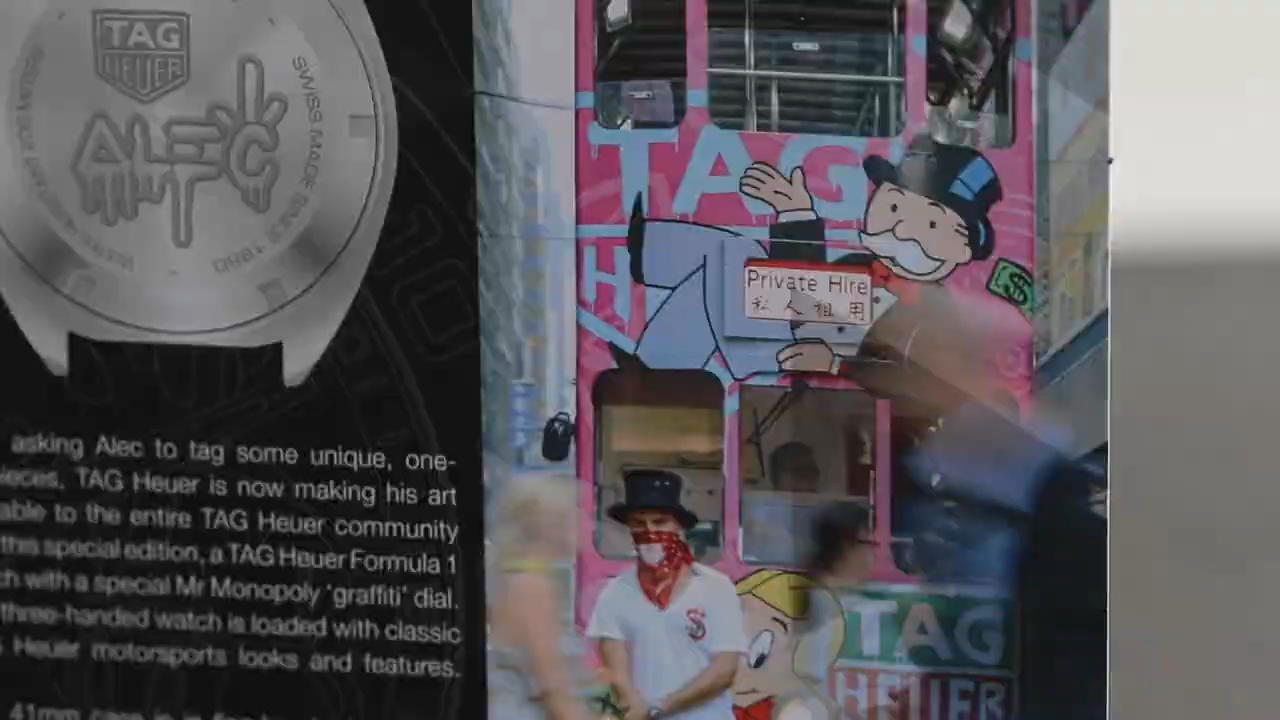 TAG
HEUER
SWISS MADE
ALEC
asking Alec to tag some unique, one-
pieces, TAG Heuer is now making his art
able to the entire TAG Heuer community
this special edition, a TAG Heuer Formula 1
ch with a special Mr Monopoly 'graffiti' dial.
three-handed watch is loaded with classic
Heuer motorsports looks and features.
41mm case is
TAG
H
Private Hire
私人租用
$
TAG
HEUER